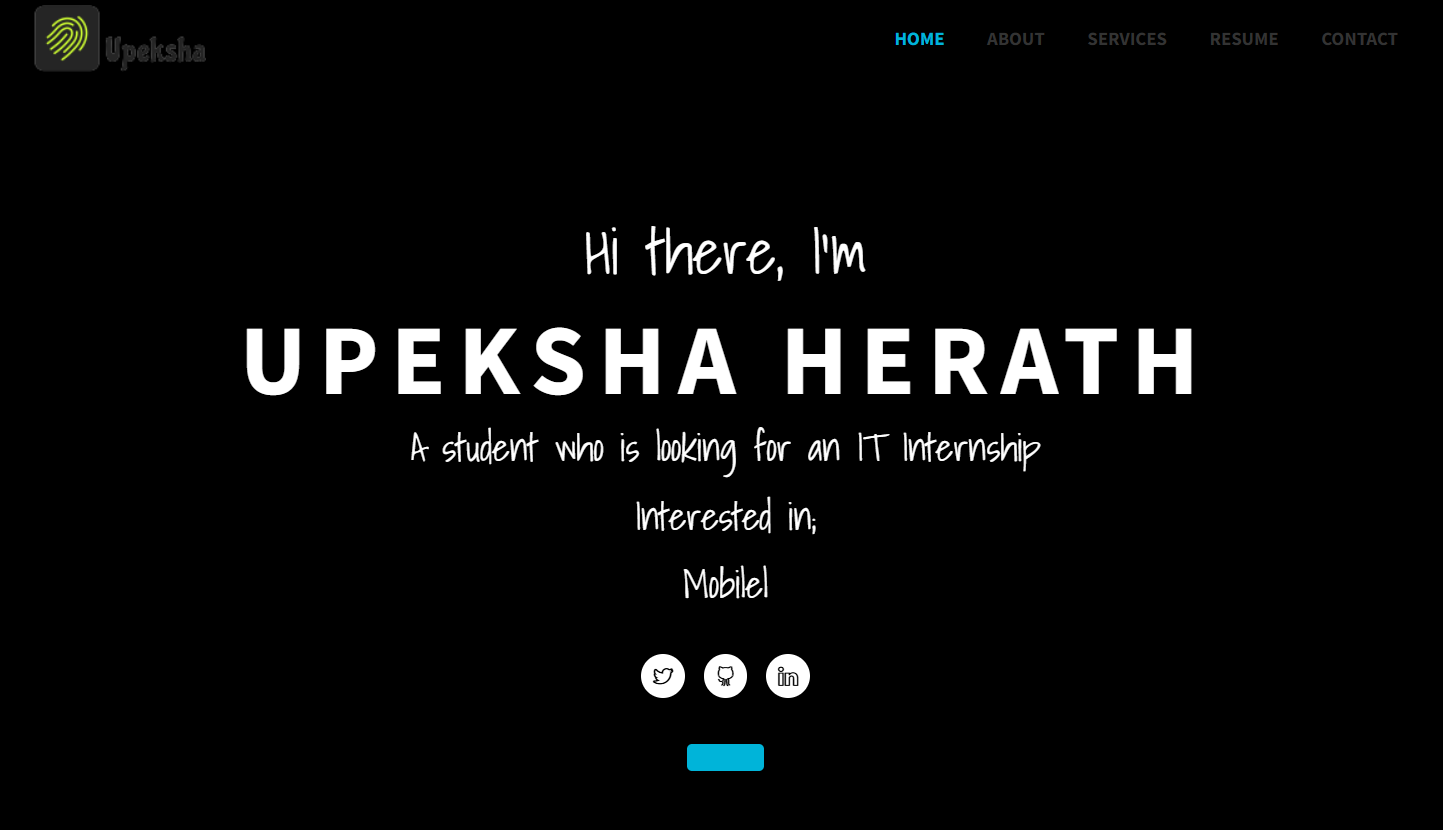 Upeksha
HOME ABOUT SERVICES RESUME CONTACT
Hi there, I'm
UPEKSHA HERATH
A student who is looking for an IT Internship
Interested in;
Mobile|
in